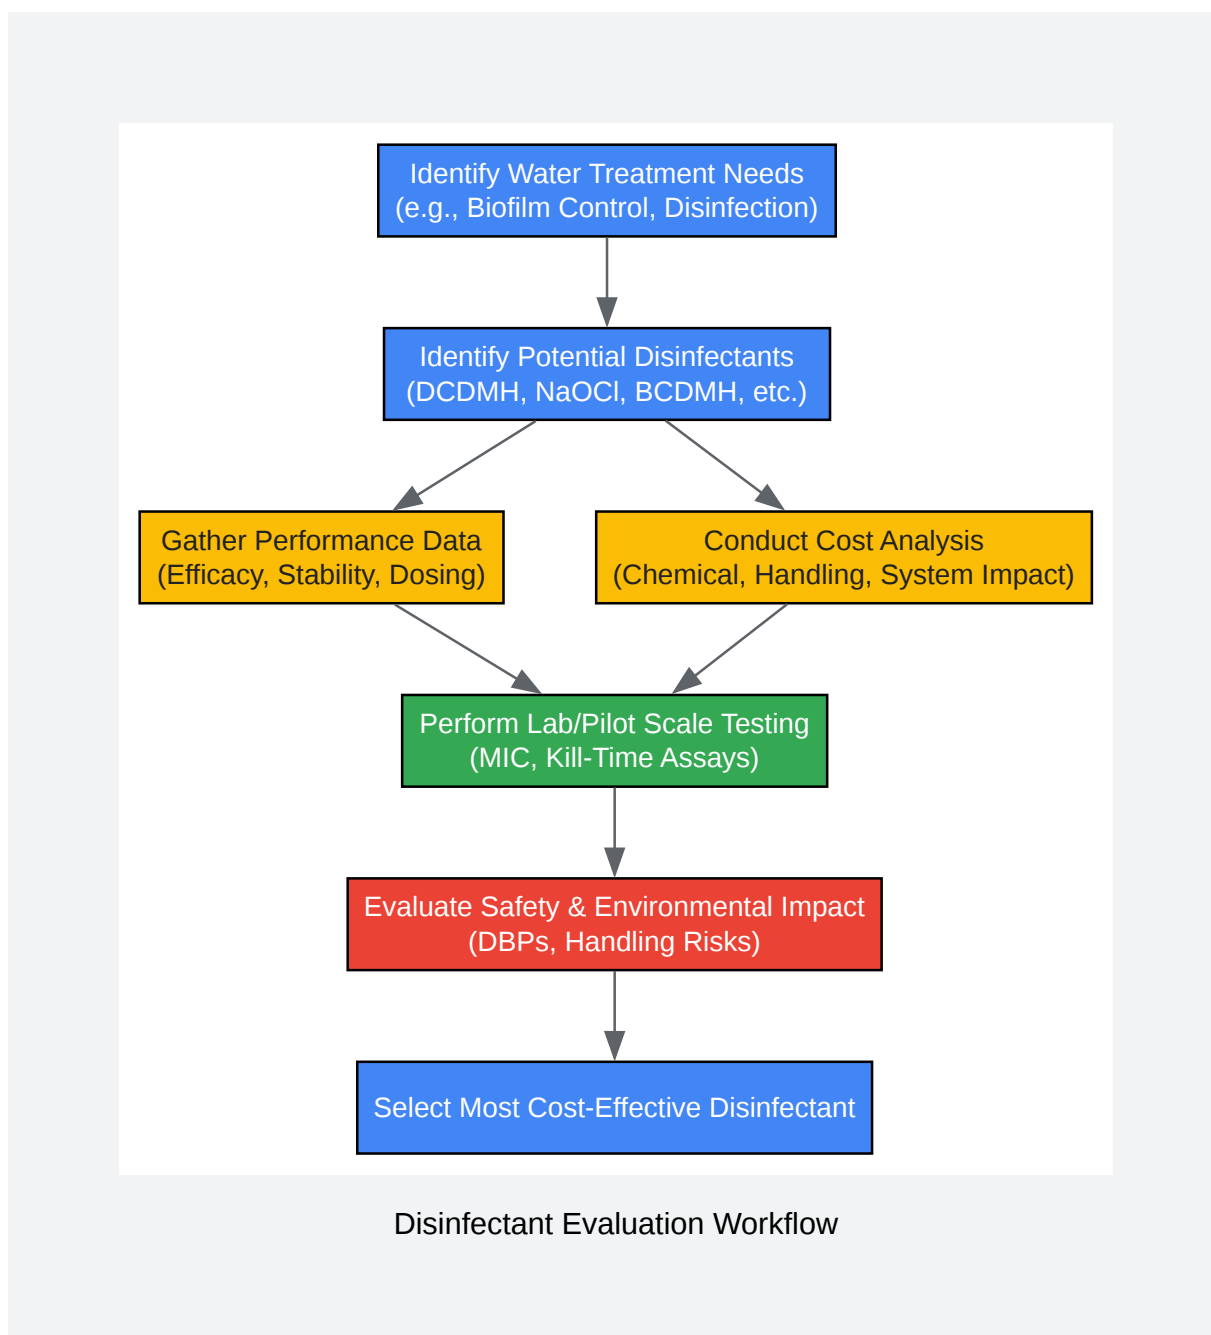 Identify Water Treatment Needs
(e.g., Biofilm Control, Disinfection)
Identify Potential Disinfectants
(DCDMH, NaOCl, BCDMH, etc.)
Gather Performance Data
(Efficacy, Stability, Dosing)
Conduct Cost Analysis
(Chemical, Handling, System Impact)
Perform Lab/Pilot Scale Testing
(MIC, Kill-Time Assays)
Evaluate Safety & Environmental Impact
(DBPs, Handling Risks)
Select Most Cost-Effective Disinfectant
Disinfectant Evaluation Workflow